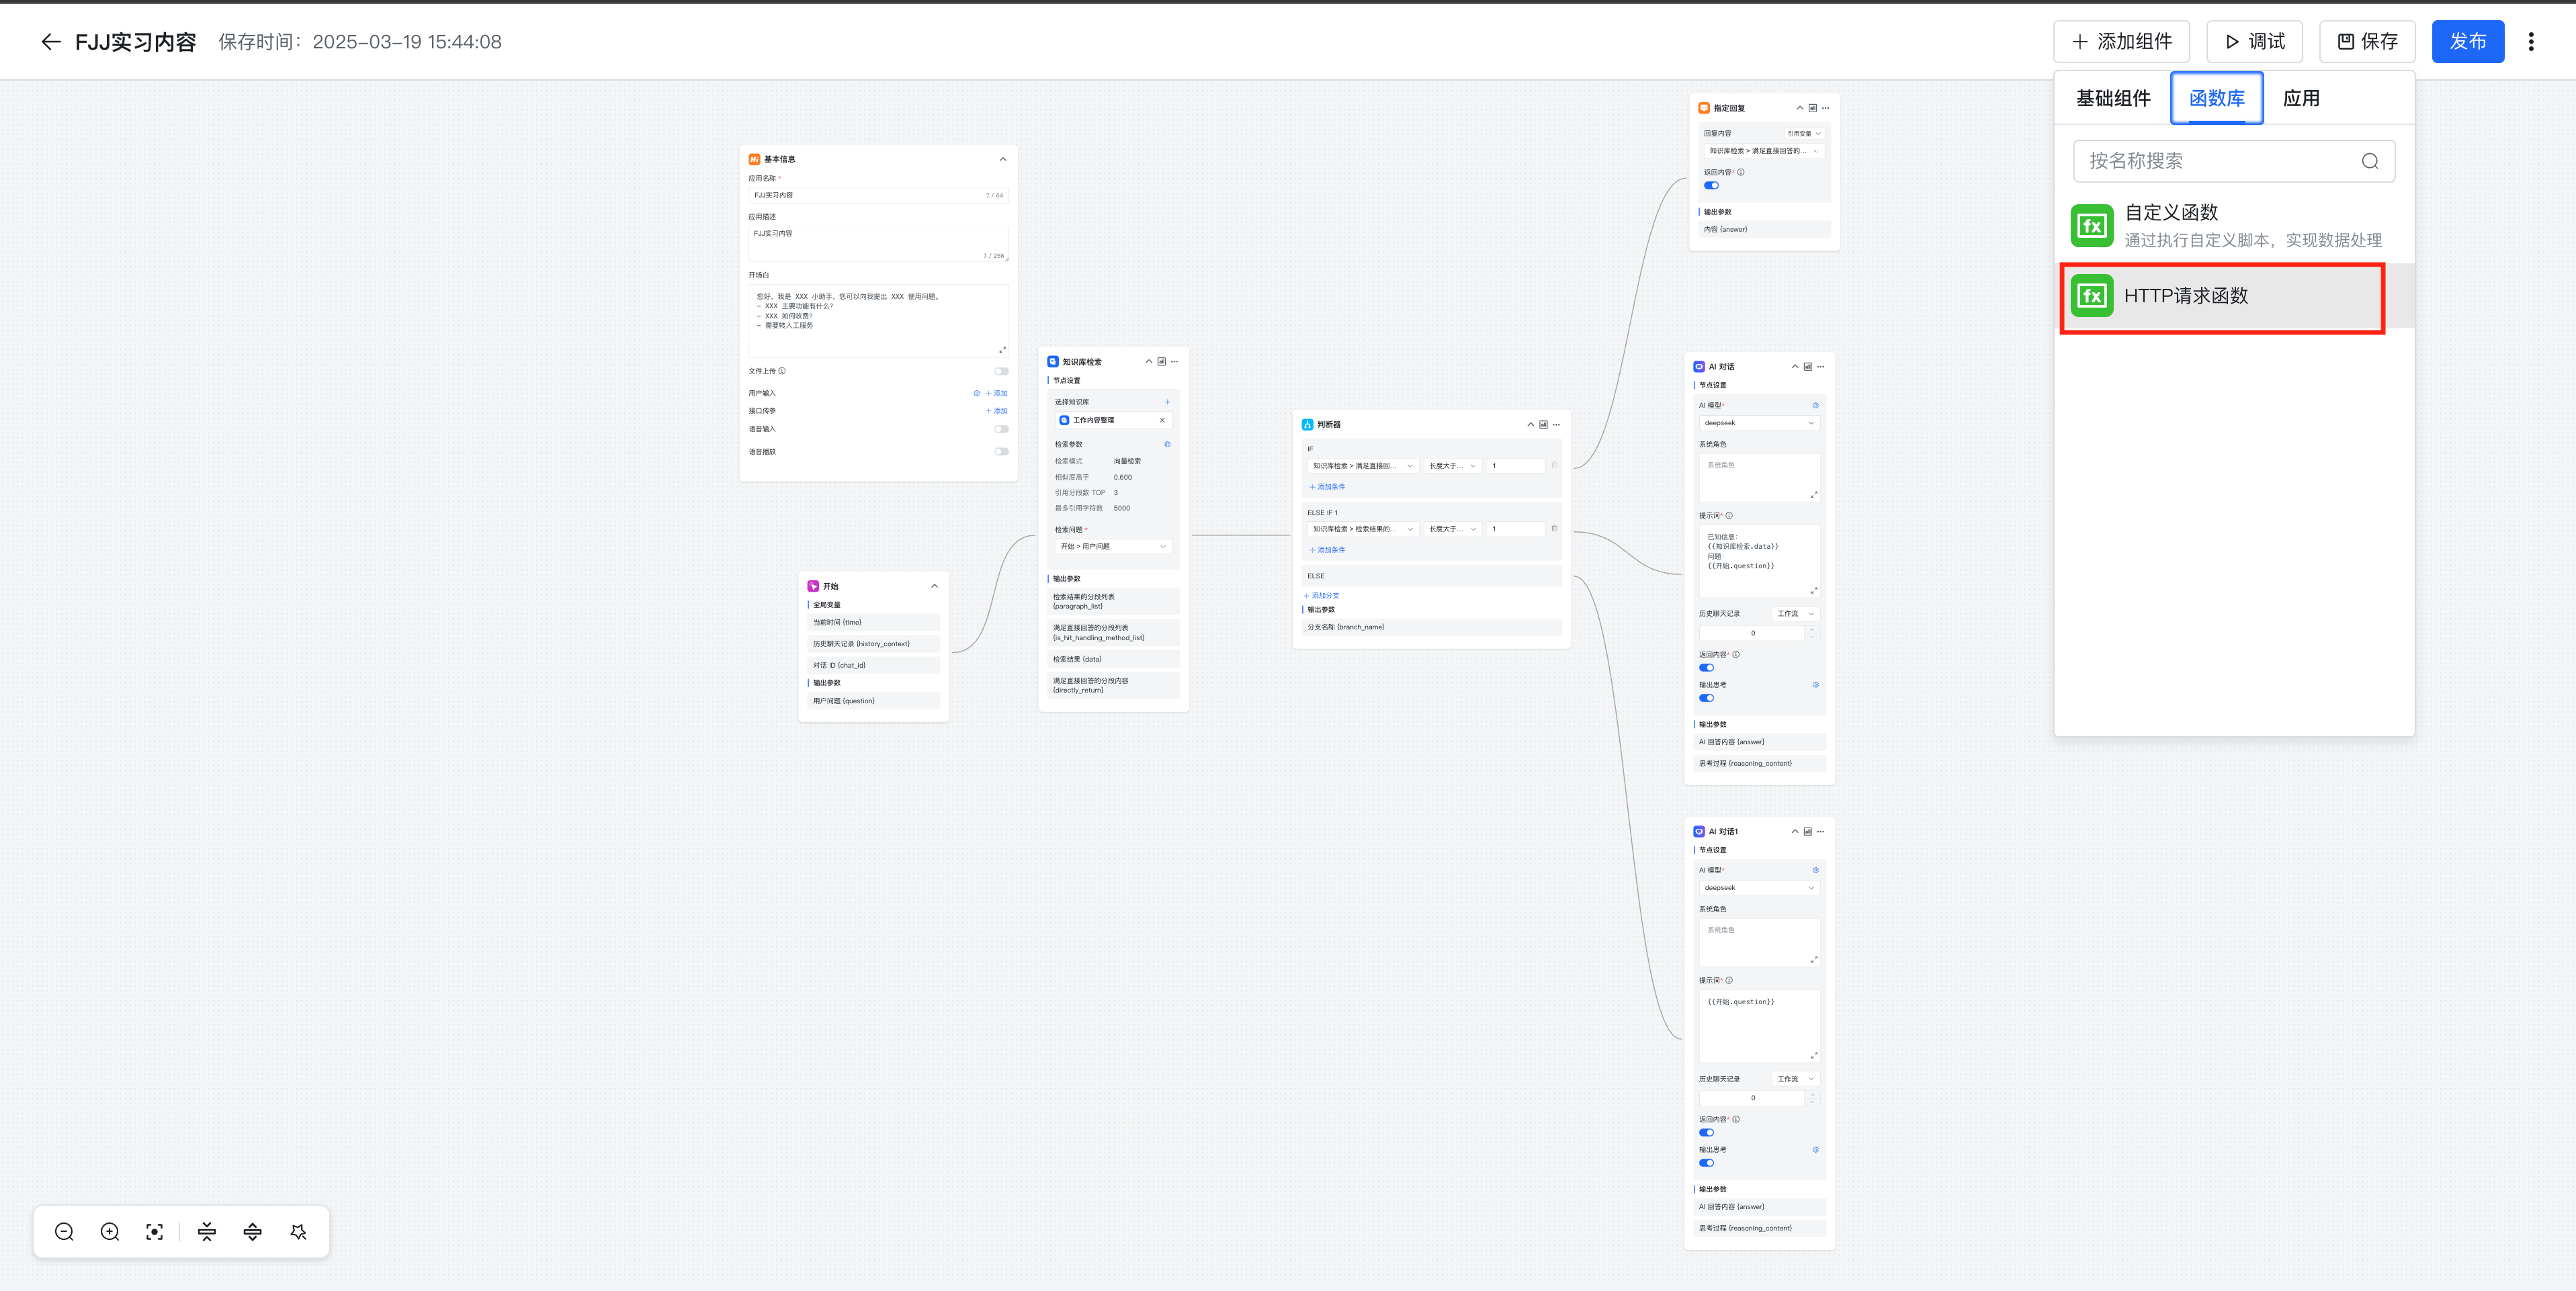 FJJ实习内容 保存时间：2025-03-19 15:44:08
添加组件 调试 保存 发布
基础组件 函数库 应用
按名称搜索
fx 自定义函数
通过执行自定义脚本，实现数据处理
fx HTTP请求函数
基本信息
应用名称 *
FJJ实习内容 7 / 64
应用描述
FJJ实习内容
7 / 256
开场白
您好，我是 XXX 小助手，您可以向我提出 XXX 使用问题。
- XXX 主要功能有什么？
- XXX 如何收费？
- 需要转人工服务
文件上传
用户输入 + 添加
接口传参 + 添加
语音输入
语音播放
开始
全局变量
当前时间 {time}
历史聊天记录 {history_context}
对话 ID {chat_id}
输出参数
用户问题 {question}
知识库检索
节点设置
选择知识库 +
工作内容整理
检索参数
检索模式 向量检索
相似度高于 0.600
引用分段数 TOP 3
最多引用字符数 5000
检索问题 *
开始 > 用户问题
输出参数
检索结果的分段列表
{paragraph_list}
满足直接回答的分段列表
{is_hit_handling_method_list}
检索结果 {data}
满足直接回答的分段内容
{directly_return}
判断器
IF
知识库检索 > 满足直接回... 长度大于... 1
+ 添加条件
ELSE IF 1
知识库检索 > 检索结果的... 长度大于... 1
+ 添加条件
ELSE
+ 添加分支
输出参数
分支名称 {branch_name}
指定回复
回复内容 引用变量
知识库检索 > 满足直接回答的...
返回内容*
输出参数
内容 {answer}
AI 对话
节点设置
AI 模型*
deepseek
系统角色
系统角色
提示词*
已知信息：
{{知识库检索.data}}
问题：
{{开始.question}}
历史聊天记录 工作流
0
返回内容*
输出思考
输出参数
AI 回答内容 {answer}
思考过程 {reasoning_content}
AI 对话1
节点设置
AI 模型*
deepseek
系统角色
系统角色
提示词*
{{开始.question}}
历史聊天记录 工作流
0
返回内容*
输出思考
输出参数
AI 回答内容 {answer}
思考过程 {reasoning_content}